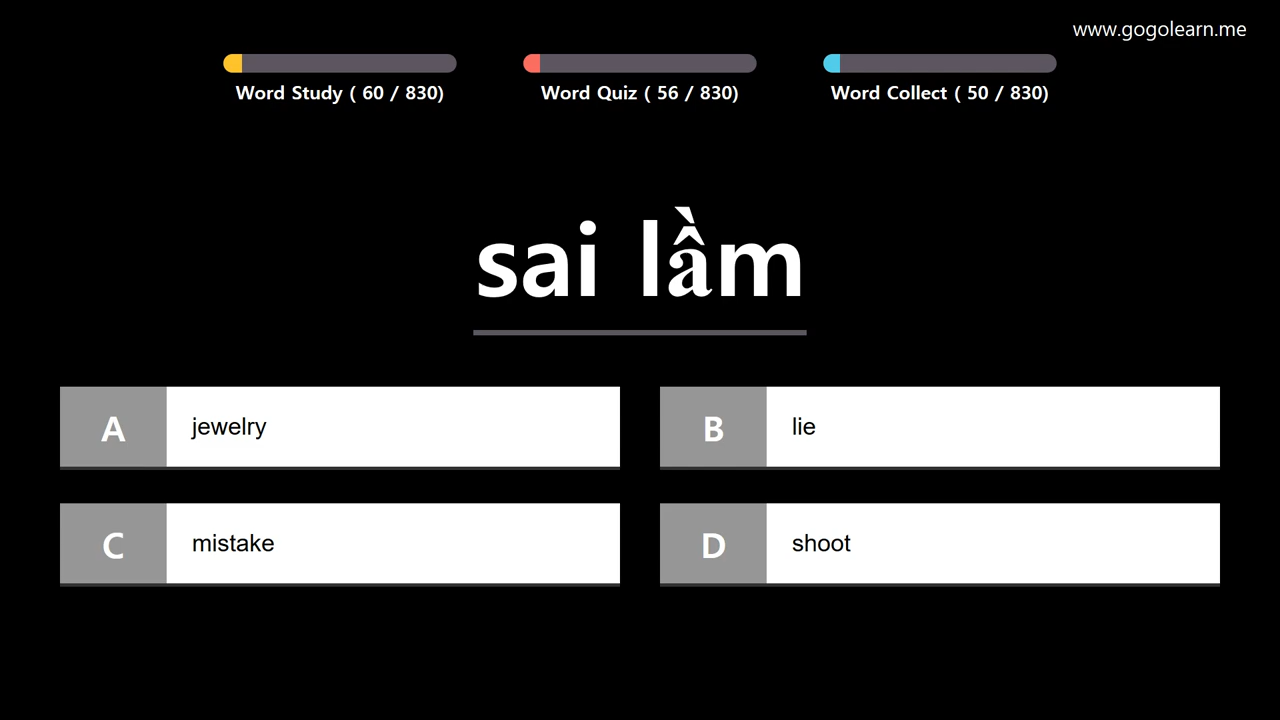 www.gogolearn.me
Word Study ( 60 / 830)
Word Quiz ( 56 / 830)
Word Collect ( 50 / 830)
sai lầm
A
jewelry
B
lie
C
mistake
D
shoot